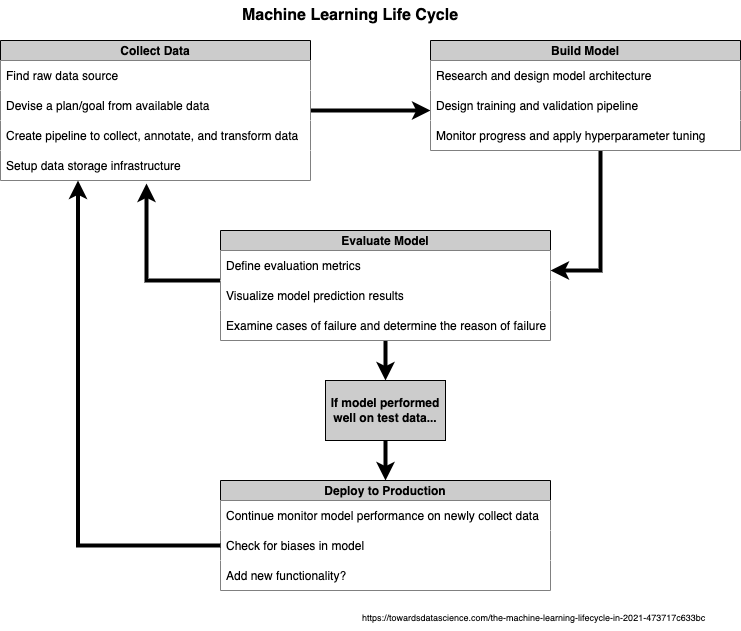 Machine Learning Life Cycle
Collect Data
Find raw data source
Devise a plan/goal from available data
Create pipeline to collect, annotate, and transform data
Setup data storage infrastructure
Build Model
Research and design model architecture
Design training and validation pipeline
Monitor progress and apply hyperparameter tuning
Evaluate Model
Define evaluation metrics
Visualize model prediction results
Examine cases of failure and determine the reason of failure
If model performed
well on test data...
Deploy to Production
Continue monitor model performance on newly collect data
Check for biases in model
Add new functionality?
https://towardsdatascience.com/the-machine-learning-lifecycle-in-2021-473717c633bc